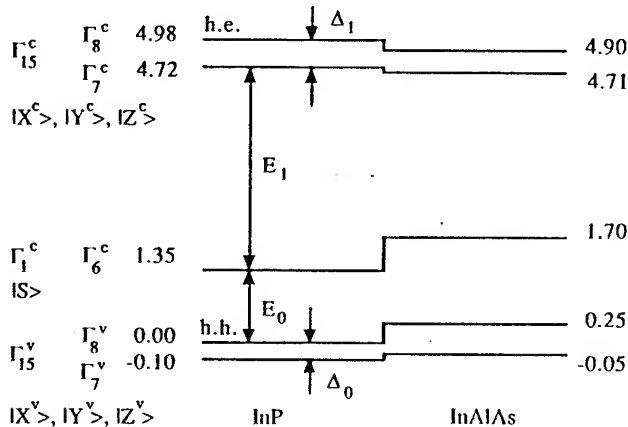 h.e. Δ₁
Γ₁₅ᶜ Γ₈ᶜ 4.98 4.90
Γ₇ᶜ 4.72 4.71
|Xᶜ>, |Yᶜ>, |Zᶜ>
E₁
1.70
Γ₁ᶜ Γ₆ᶜ 1.35
|S>
E₀
Γ₁₅ᵛ Γ₈ᵛ 0.00 h.h. 0.25
Γ₇ᵛ -0.10 -0.05
Δ₀
|Xᵛ>, |Yᵛ>, |Zᵛ> InP InAlAs